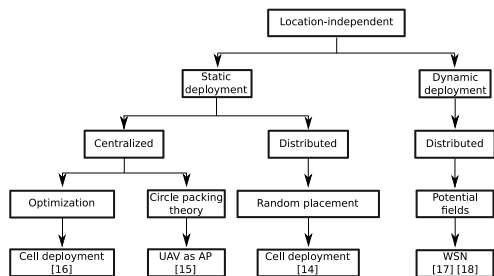 Location-independent
Static
deployment
Dynamic
deployment
Centralized
Distributed
Distributed
Optimization
Circle packing
theory
Random placement
Potential
fields
Cell deployment
[16]
UAV as AP
[15]
Cell deployment
[14]
WSN
[17] [18]